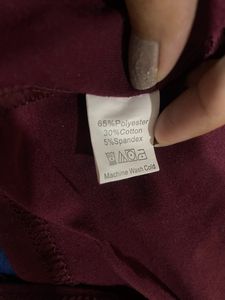 65%Polyester
30%Cotton
5%Spandex
Machine Wash Cold